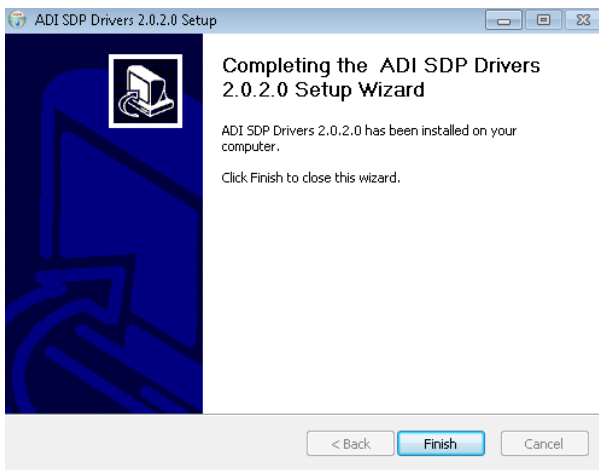 ADI SDP Drivers 2.0.2.0 Setup
Completing the ADI SDP Drivers
2.0.2.0 Setup Wizard
ADI SDP Drivers 2.0.2.0 has been installed on your
computer.
Click Finish to close this wizard.
< Back
Finish
Cancel